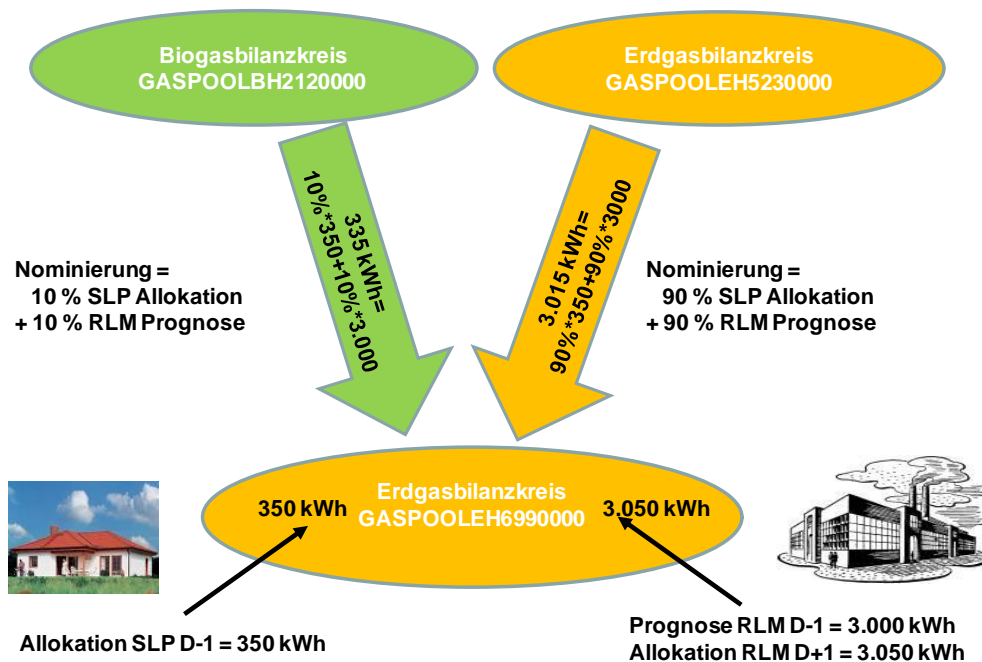 Biogasbilanzkreis
GASPOOLBH2120000
Erdgasbilanzkreis
GASPOOLEH5230000
335 kWh=
10%*350+10%*3.000
3.015 kWh=
90%*350+90%*3000
Nominierung =
10 % SLP Allokation
+ 10 % RLM Prognose
Nominierung =
90 % SLP Allokation
+ 90 % RLM Prognose
350 kWh
Erdgasbilanzkreis
GASPOOLEH6990000
3.050 kWh
Allokation SLP D-1 = 350 kWh
Prognose RLM D-1 = 3.000 kWh
Allokation RLM D+1 = 3.050 kWh